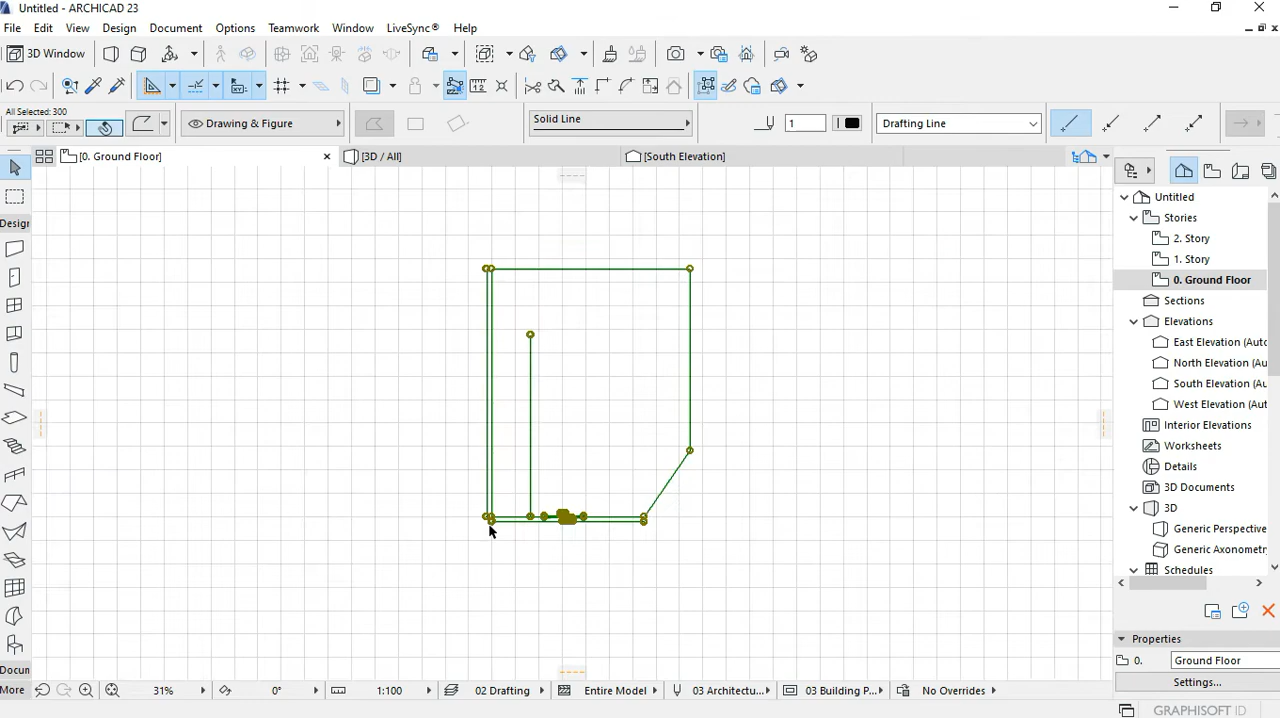 Untitled - ARCHICAD 23
File Edit View Design Document Options Teamwork Window LiveSync® Help
3D Window
All Selected: 300
Drawing & Figure
Solid Line
1
Drafting Line
[0. Ground Floor]
[3D / All]
[South Elevation]
Design
Untitled
Stories
2. Story
1. Story
0. Ground Floor
Sections
Elevations
East Elevation (Auto
North Elevation (Au
South Elevation (Au
West Elevation (Aut
Interior Elevations
Worksheets
Details
3D Documents
3D
Generic Perspective
Generic Axonometr
Schedules
Properties
0.
Ground Floor
Settings...
Docun
More
31%
0°
1:100
02 Drafting
Entire Model
03 Architectu...
03 Building P...
No Overrides
GRAPHISOFT ID